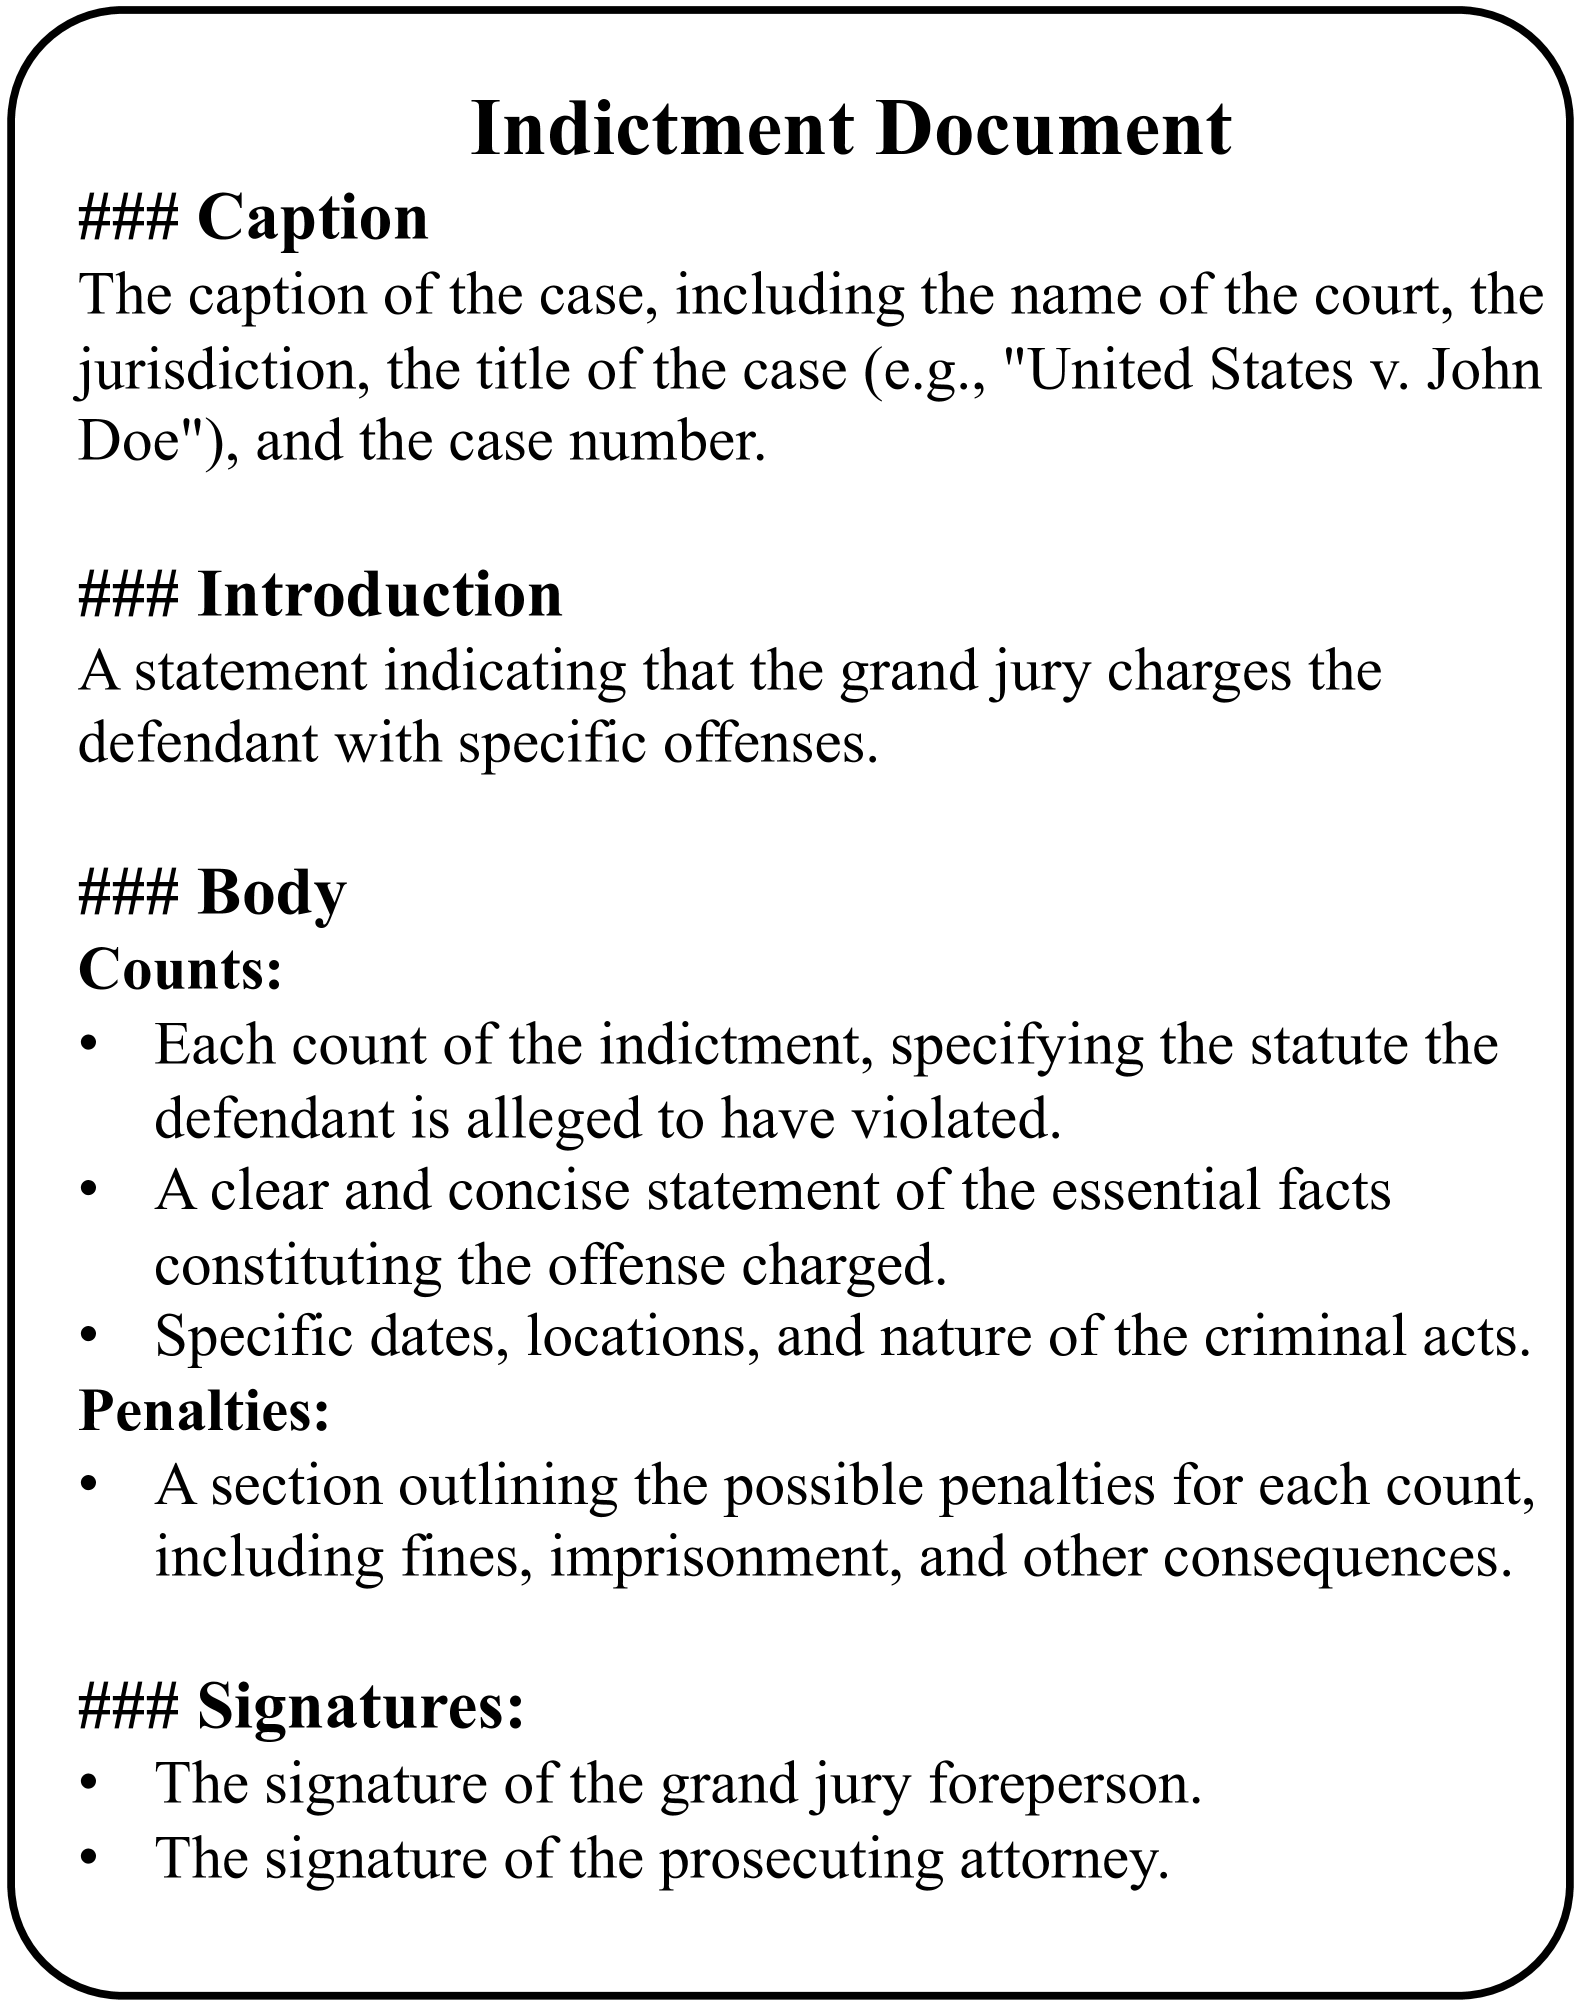 Indictment Document
### Caption
The caption of the case, including the name of the court, the
jurisdiction, the title of the case (e.g., "United States v. John
Doe"), and the case number.
### Introduction
A statement indicating that the grand jury charges the
defendant with specific offenses.
### Body
Counts:
• Each count of the indictment, specifying the statute the
defendant is alleged to have violated.
• A clear and concise statement of the essential facts
constituting the offense charged.
• Specific dates, locations, and nature of the criminal acts.
Penalties:
• A section outlining the possible penalties for each count,
including fines, imprisonment, and other consequences.
### Signatures:
• The signature of the grand jury foreperson.
• The signature of the prosecuting attorney.